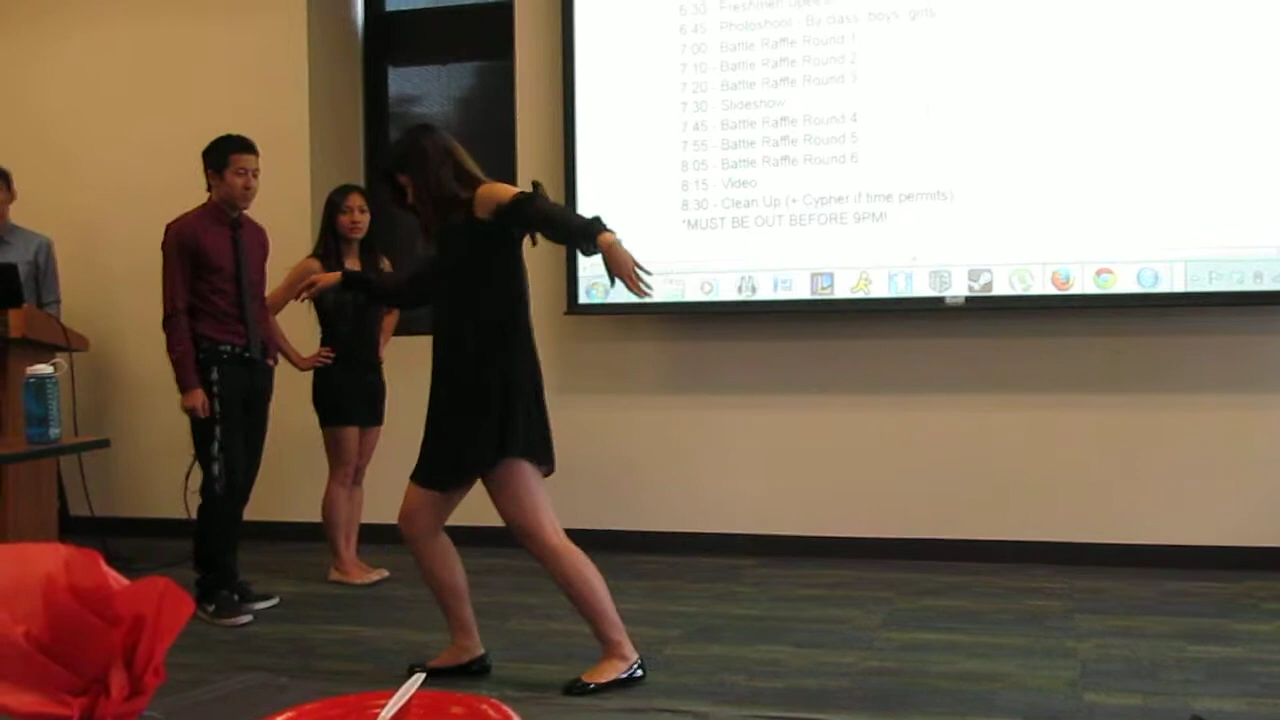 6:30 - Freshmen
6:45 - Photoshoot - By class, boys, girls
7:00 - Battle Raffle Round 1
7:10 - Battle Raffle Round 2
7:20 - Battle Raffle Round 3
7:30 - Slideshow
7:45 - Battle Raffle Round 4
7:55 - Battle Raffle Round 5
8:05 - Battle Raffle Round 6
8:15 - Video
8:30 - Clean Up (+ Cypher if time permits)
*MUST BE OUT BEFORE 9PM!